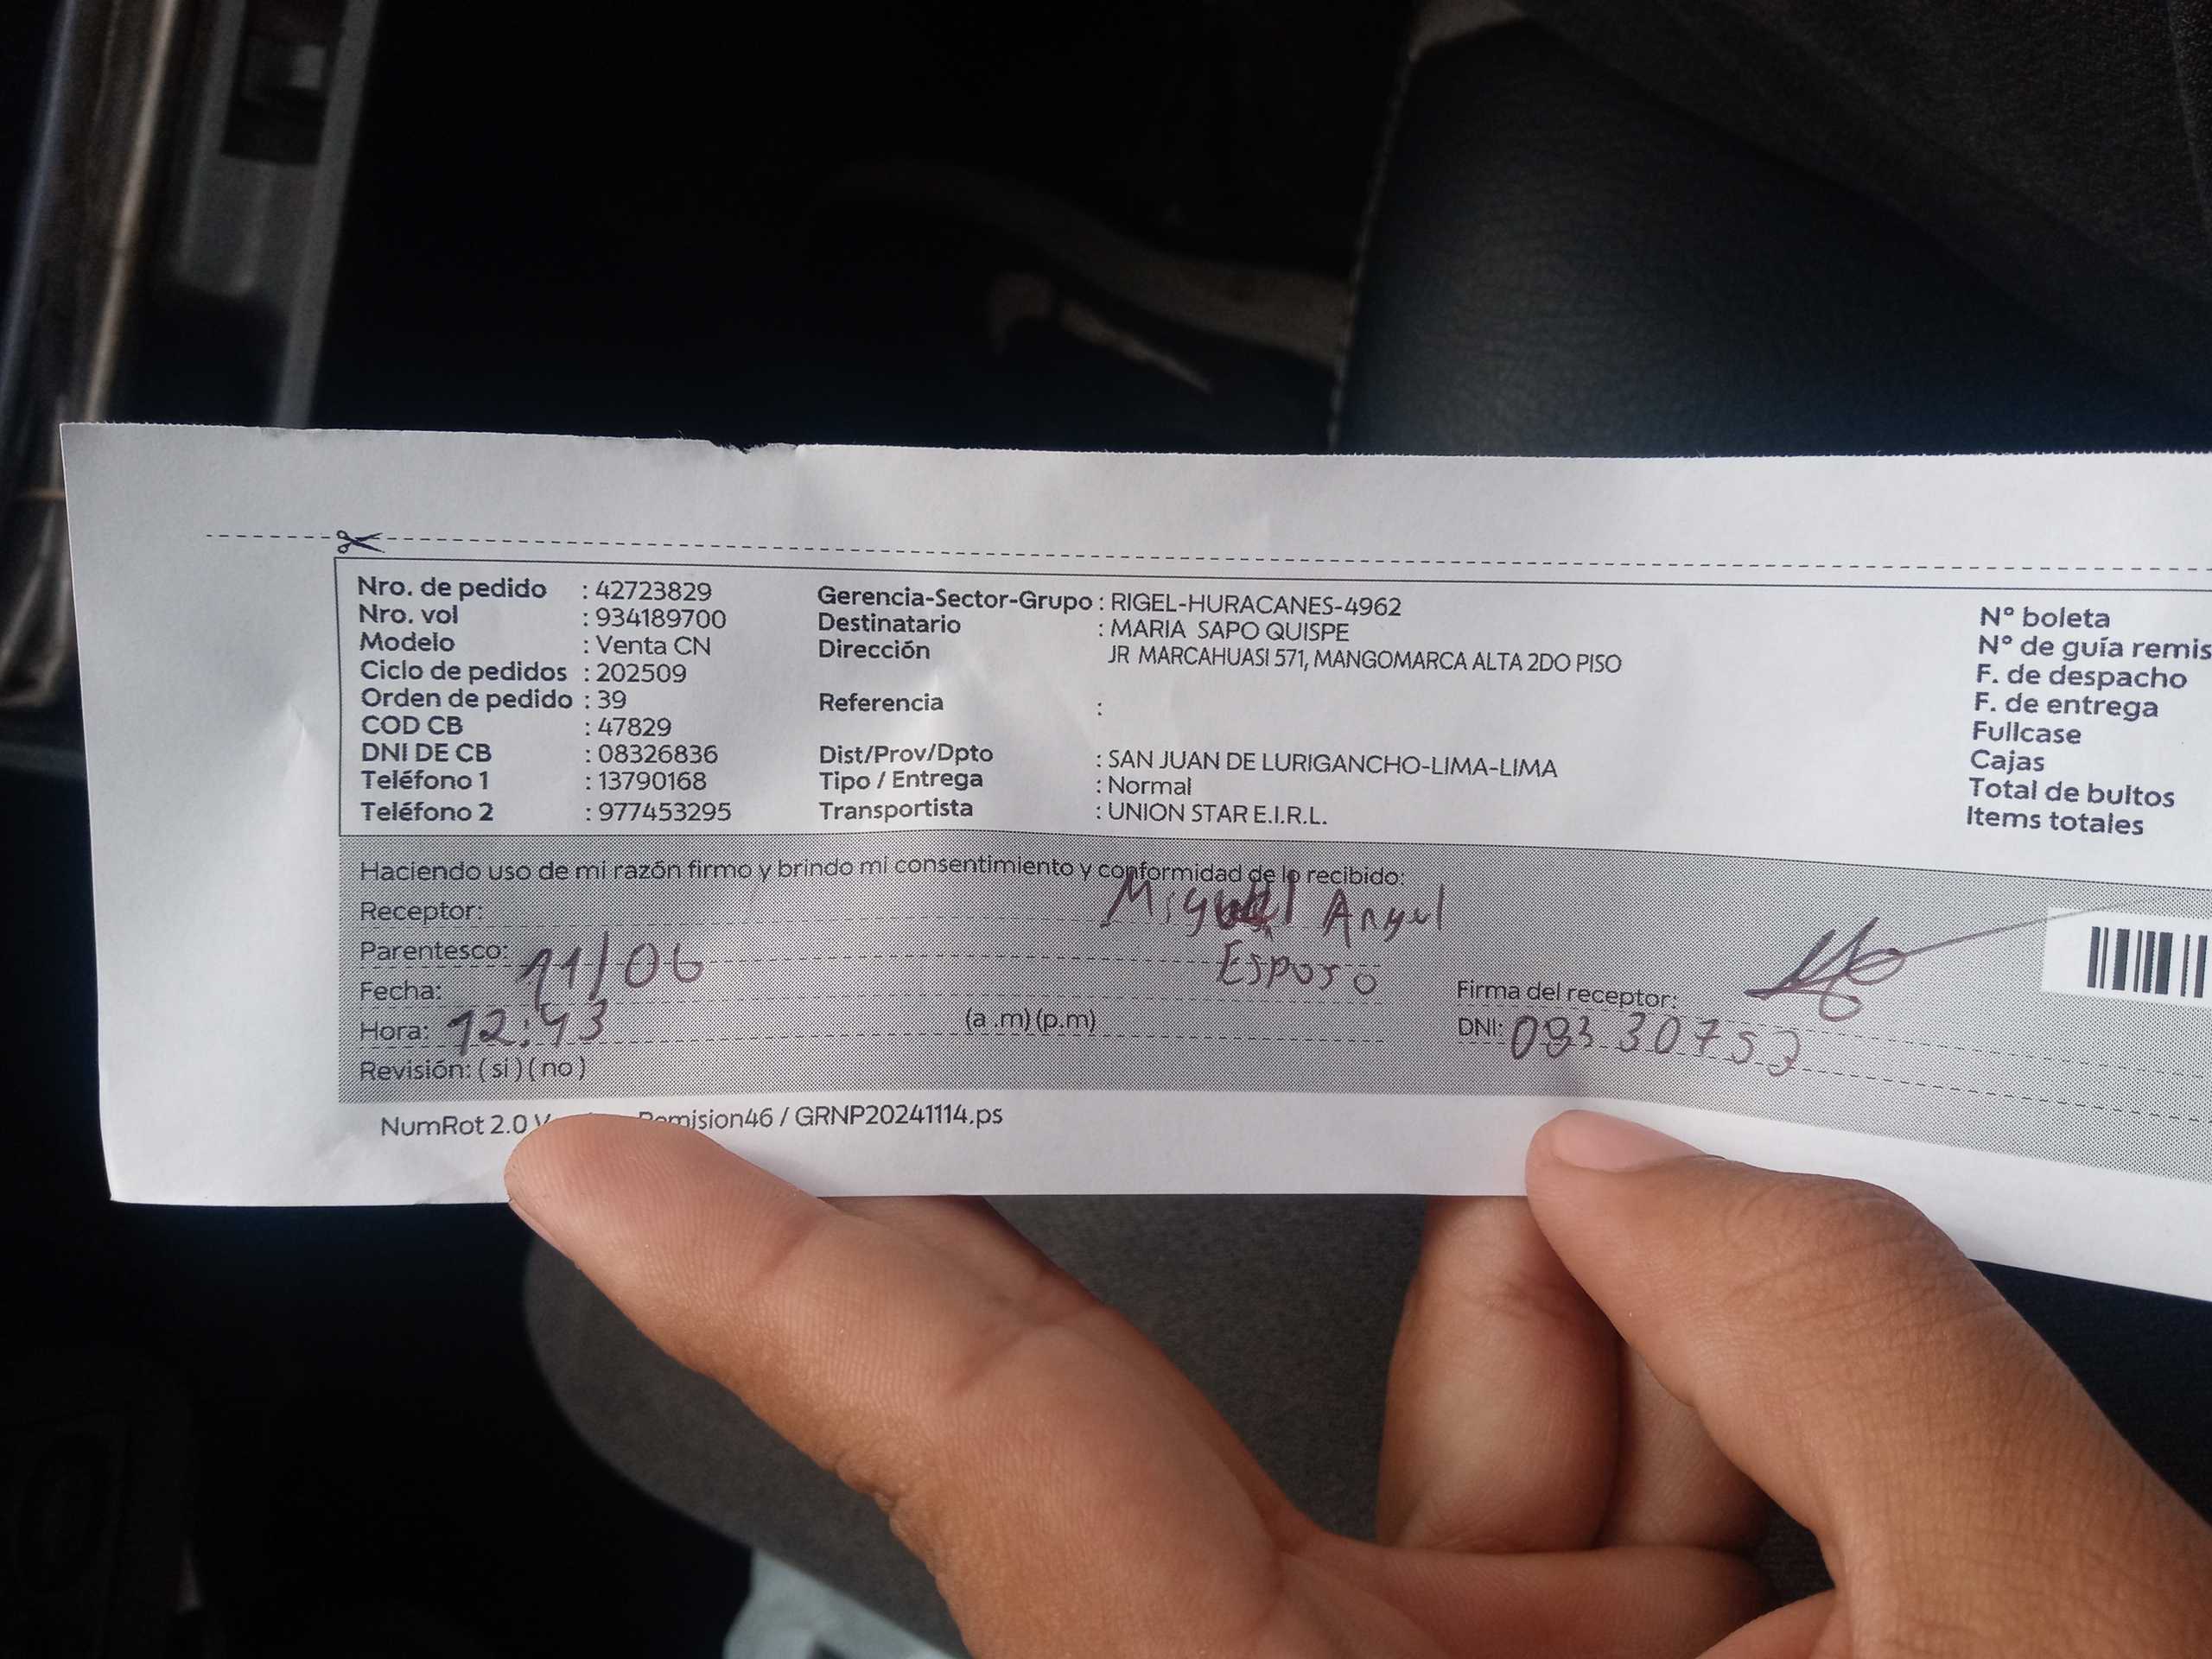 Nro. de pedido : 42723829
Nro. vol : 934189700
Modelo : Venta CN
Ciclo de pedidos : 202509
Orden de pedido : 39
COD CB : 47829
DNI DE CB : 08326836
Teléfono 1 : 13790168
Teléfono 2 : 977453295
Gerencia-Sector-Grupo : RIGEL-HURACANES-4962
Destinatario : MARIA SAPO QUISPE
Dirección JR MARCAHUASI 571, MANGOMARCA ALTA 2DO PISO
Referencia :
Dist/Prov/Dpto : SAN JUAN DE LURIGANCHO-LIMA-LIMA
Tipo / Entrega : Normal
Transportista : UNION STAR E.I.R.L.
N° boleta
N° de guía remis
F. de despacho
F. de entrega
Fullcase
Cajas
Total de bultos
Items totales
Haciendo uso de mi razón firmo y brindo mi consentimiento y conformidad de lo recibido:
Receptor: Miguel Angel
Parentesco: Esposo
Fecha: 11/06
Hora: 12:43 (a .m) (p.m)
Revisión: ( si ) ( no )
Firma del receptor:
DNI: 08330753
NumRot 2.0 Remision46 / GRNP20241114.ps